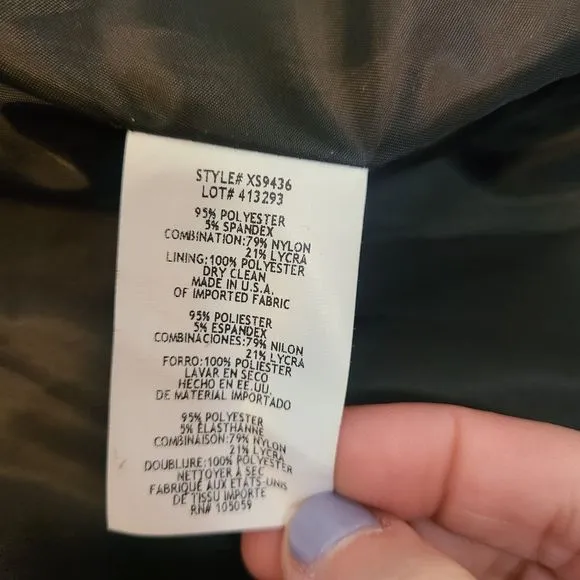 STYLE# XS9436
LOT# 413293
95% POLYESTER
5% SPANDEX
COMBINATION:79% NYLON
21% LYCRA
LINING:100% POLYESTER
DRY CLEAN
MADE IN U.S.A.
OF IMPORTED FABRIC
95% POLIESTER
5% ESPANDEX
COMBINACIONES:79% NILON
21% LYCRA
FORRO:100% POLIESTER
LAVAR EN SECO
HECHO EN EE.UU.
DE MATERIAL IMPORTADO
95% POLYESTER
5% ÉLASTHANNE
COMBINAISON:79% NYLON
21% LYCRA
DOUBLURE:100% POLYESTER
NETTOYER A SEC
FABRIQUE AUX ETATS-UNIS
DE TISSU IMPORTE
RN# 105059